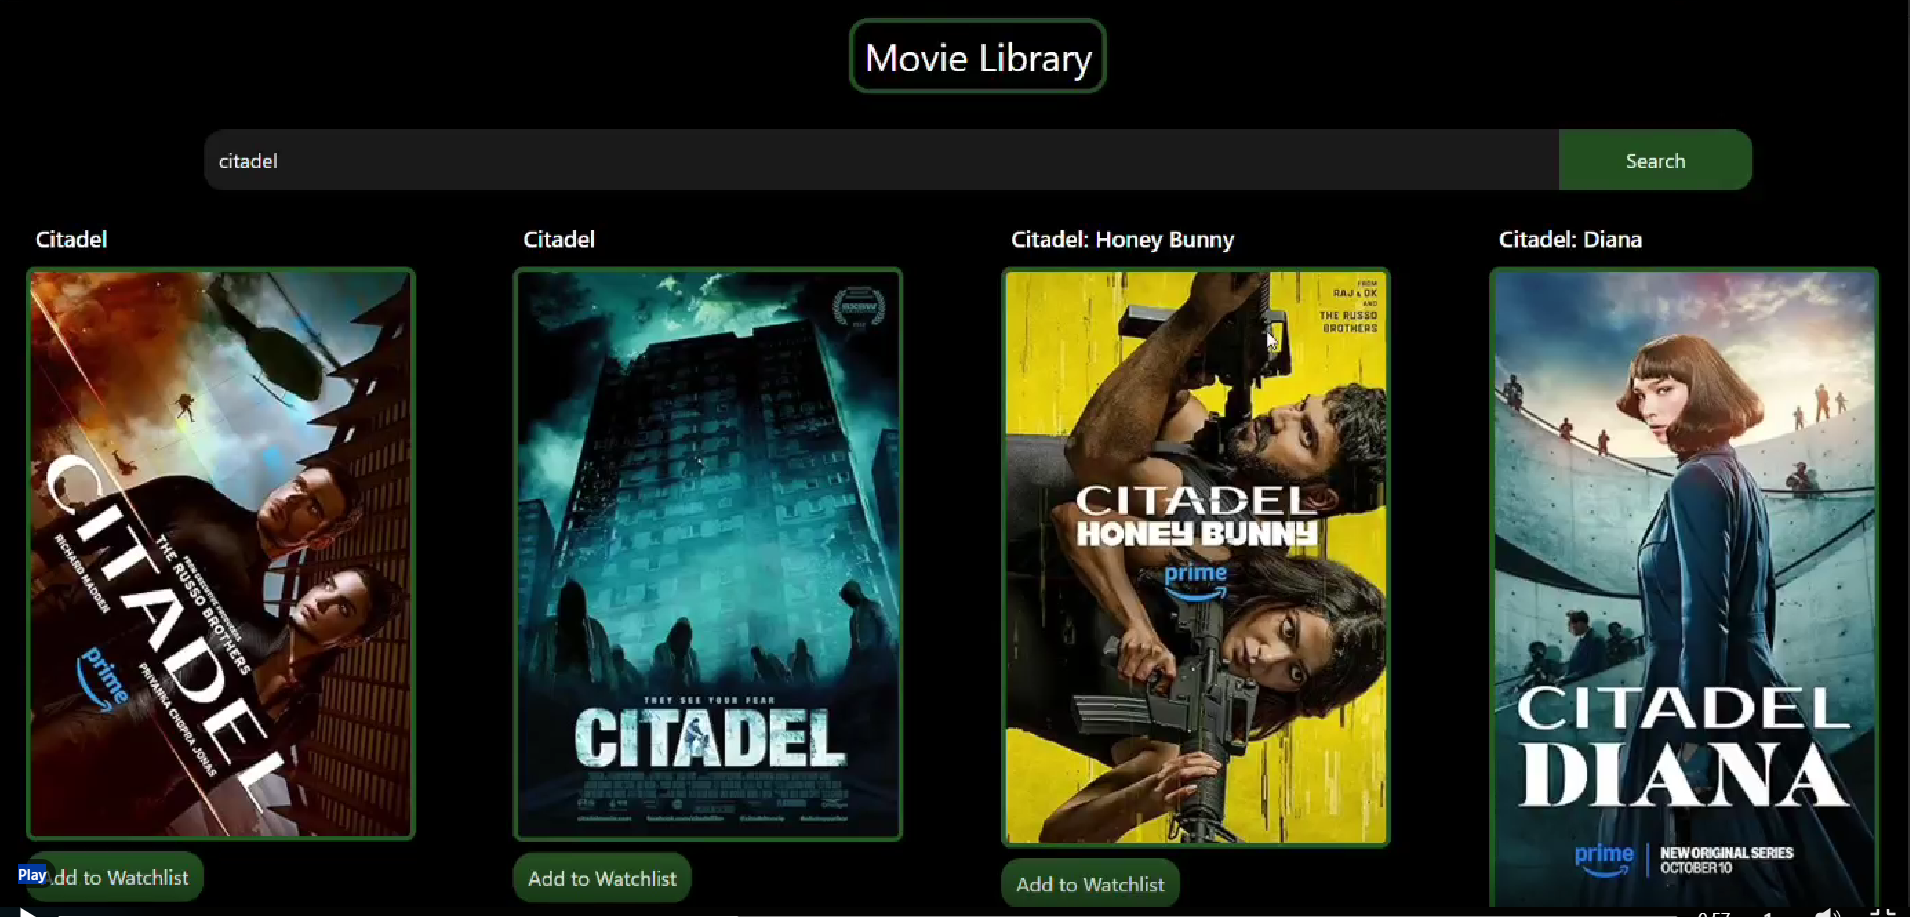 Movie Library
citadel
Search
Citadel
Citadel
Citadel: Honey Bunny
Citadel: Diana
CITADEL
RICHARD MADDEN
THE RUSSO BROTHERS
PRIYANKA CHOPRA JONAS
prime
THEY SEE YOUR FEAR
CITADEL
FROM
RAJ & DK
AND
THE RUSSO
BROTHERS
CITADEL
HONEY BUNNY
prime
CITADEL
DIANA
prime
NEW ORIGINAL SERIES
OCTOBER 10
Play
Add to Watchlist
Add to Watchlist
Add to Watchlist